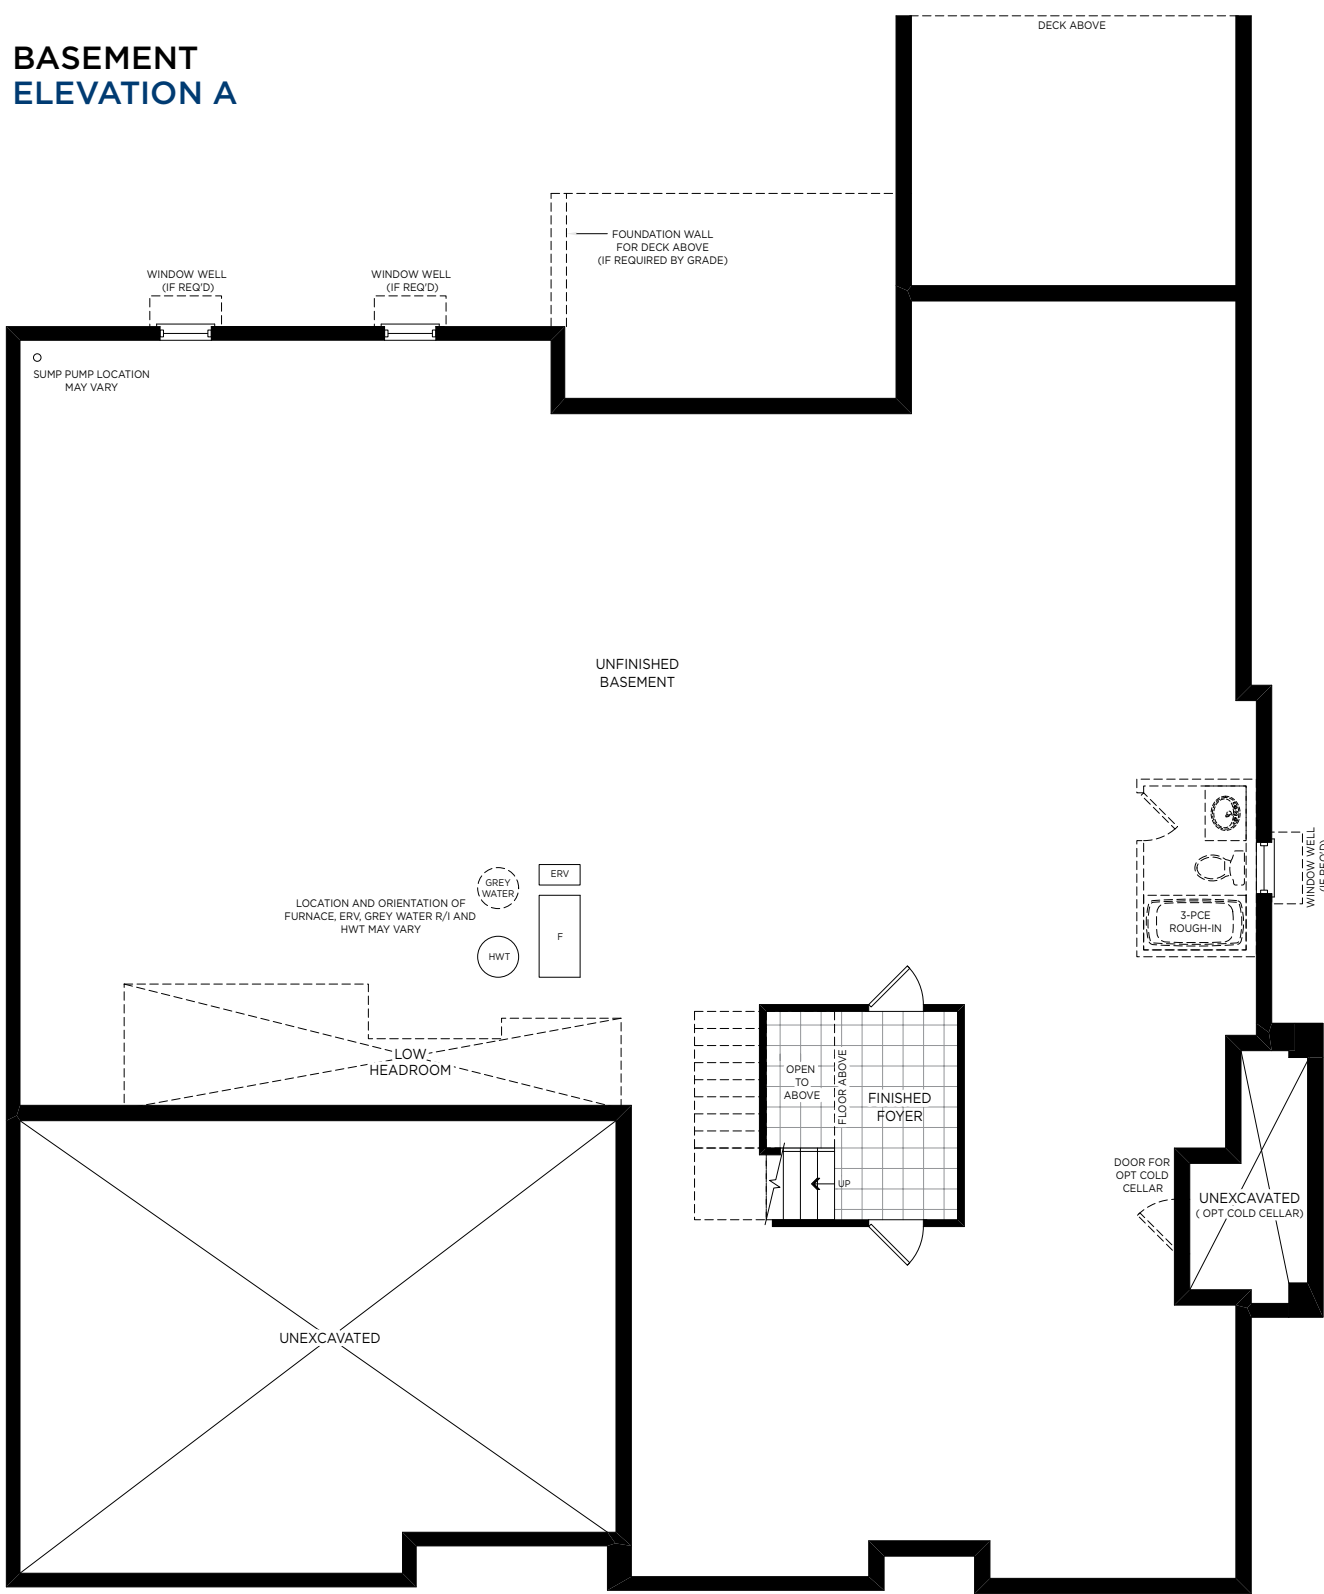 BASEMENT
ELEVATION A
DECK ABOVE
FOUNDATION WALL
FOR DECK ABOVE
(IF REQUIRED BY GRADE)
WINDOW WELL
(IF REQ'D)
WINDOW WELL
(IF REQ'D)
SUMP PUMP LOCATION
MAY VARY
UNFINISHED
BASEMENT
WINDOW WELL
(IF REQ'D)
GREY
WATER
ERV
LOCATION AND ORIENTATION OF
FURNACE, ERV, GREY WATER R/I AND
HWT MAY VARY
F
HWT
3-PCE
ROUGH-IN
LOW
HEADROOM
OPEN
TO
ABOVE
FLOOR ABOVE
FINISHED
FOYER
UP
DOOR FOR
OPT COLD
CELLAR
UNEXCAVATED
( OPT COLD CELLAR)
UNEXCAVATED